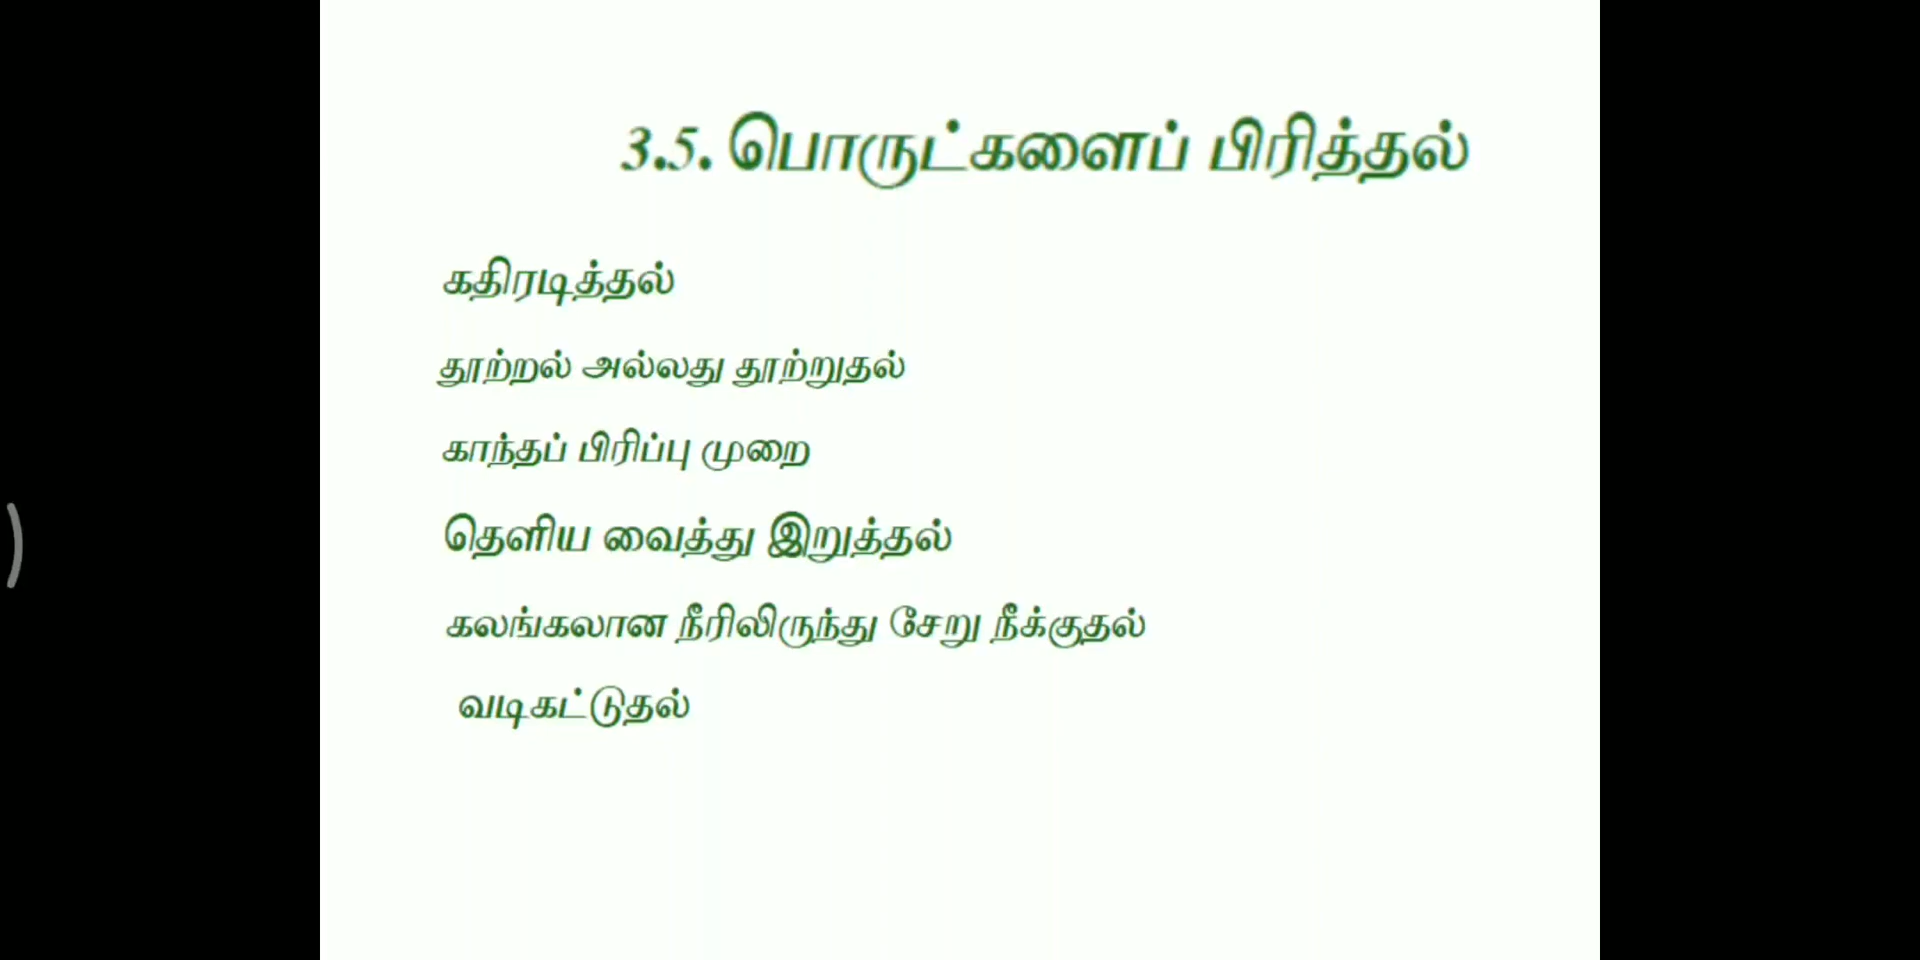 3.5. பொருட்களைப் பிரித்தல்
கதிரடித்தல்
தூற்றல் அல்லது தூற்றுதல்
காந்தப் பிரிப்பு முறை
தெளிய வைத்து இறுத்தல்
கலங்கலான நீரிலிருந்து சேறு நீக்குதல்
வடிகட்டுதல்